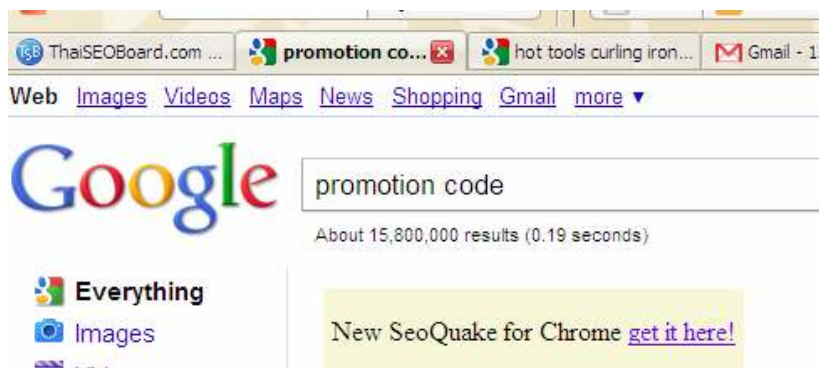 ThaiSEOBoard.com ... promotion co... hot tools curling iron... Gmail - 1
Web Images Videos Maps News Shopping Gmail more ▼
Google promotion code
About 15,800,000 results (0.19 seconds)
Everything
Images
New SeoQuake for Chrome get it here!